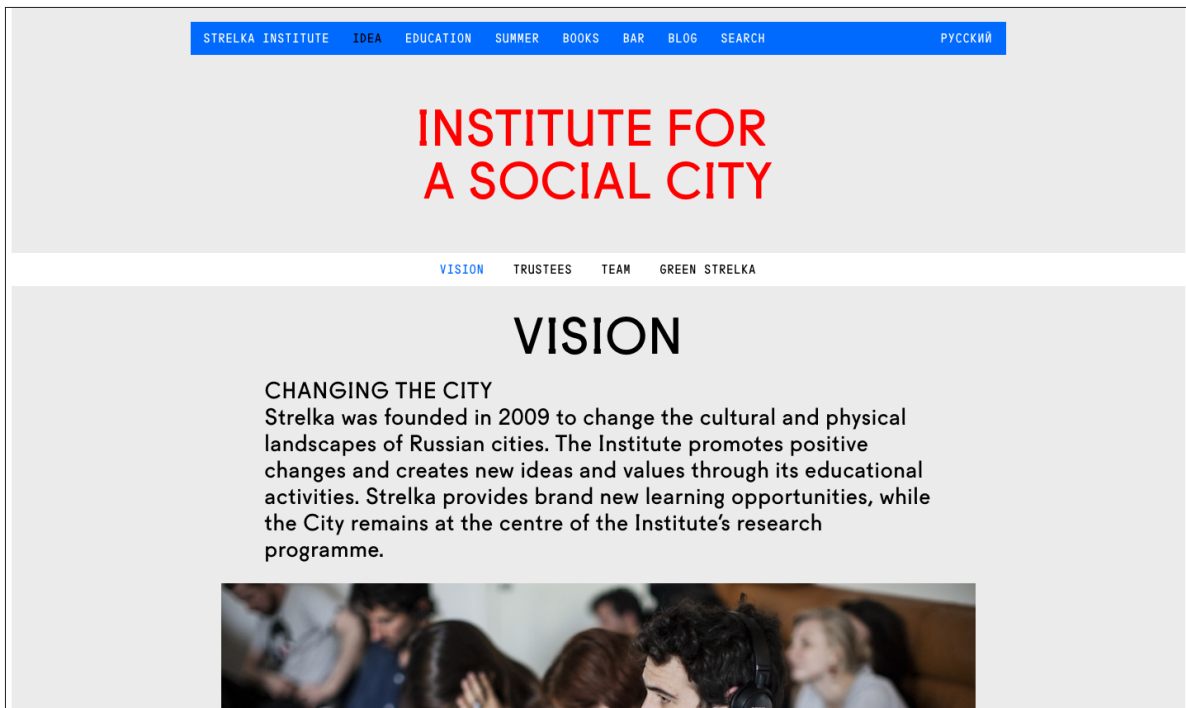 STRELKA INSTITUTE IDEA EDUCATION SUMMER BOOKS BAR BLOG SEARCH РУССКИЙ
INSTITUTE FOR
A SOCIAL CITY
VISION TRUSTEES TEAM GREEN STRELKA
VISION
CHANGING THE CITY
Strelka was founded in 2009 to change the cultural and physical
landscapes of Russian cities. The Institute promotes positive
changes and creates new ideas and values through its educational
activities. Strelka provides brand new learning opportunities, while
the City remains at the centre of the Institute's research
programme.